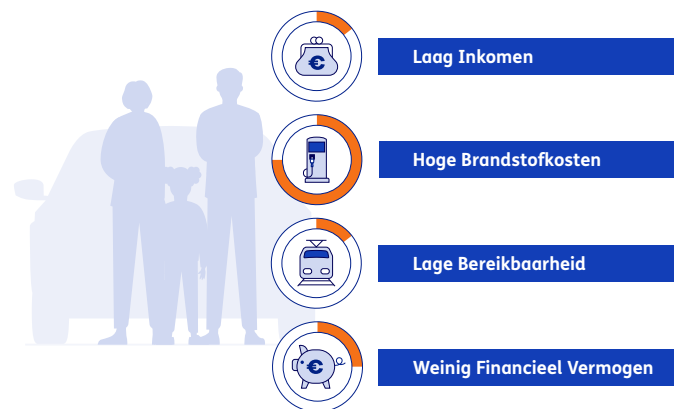 Laag Inkomen
Hoge Brandstofkosten
Lage Bereikbaarheid
Weinig Financieel Vermogen